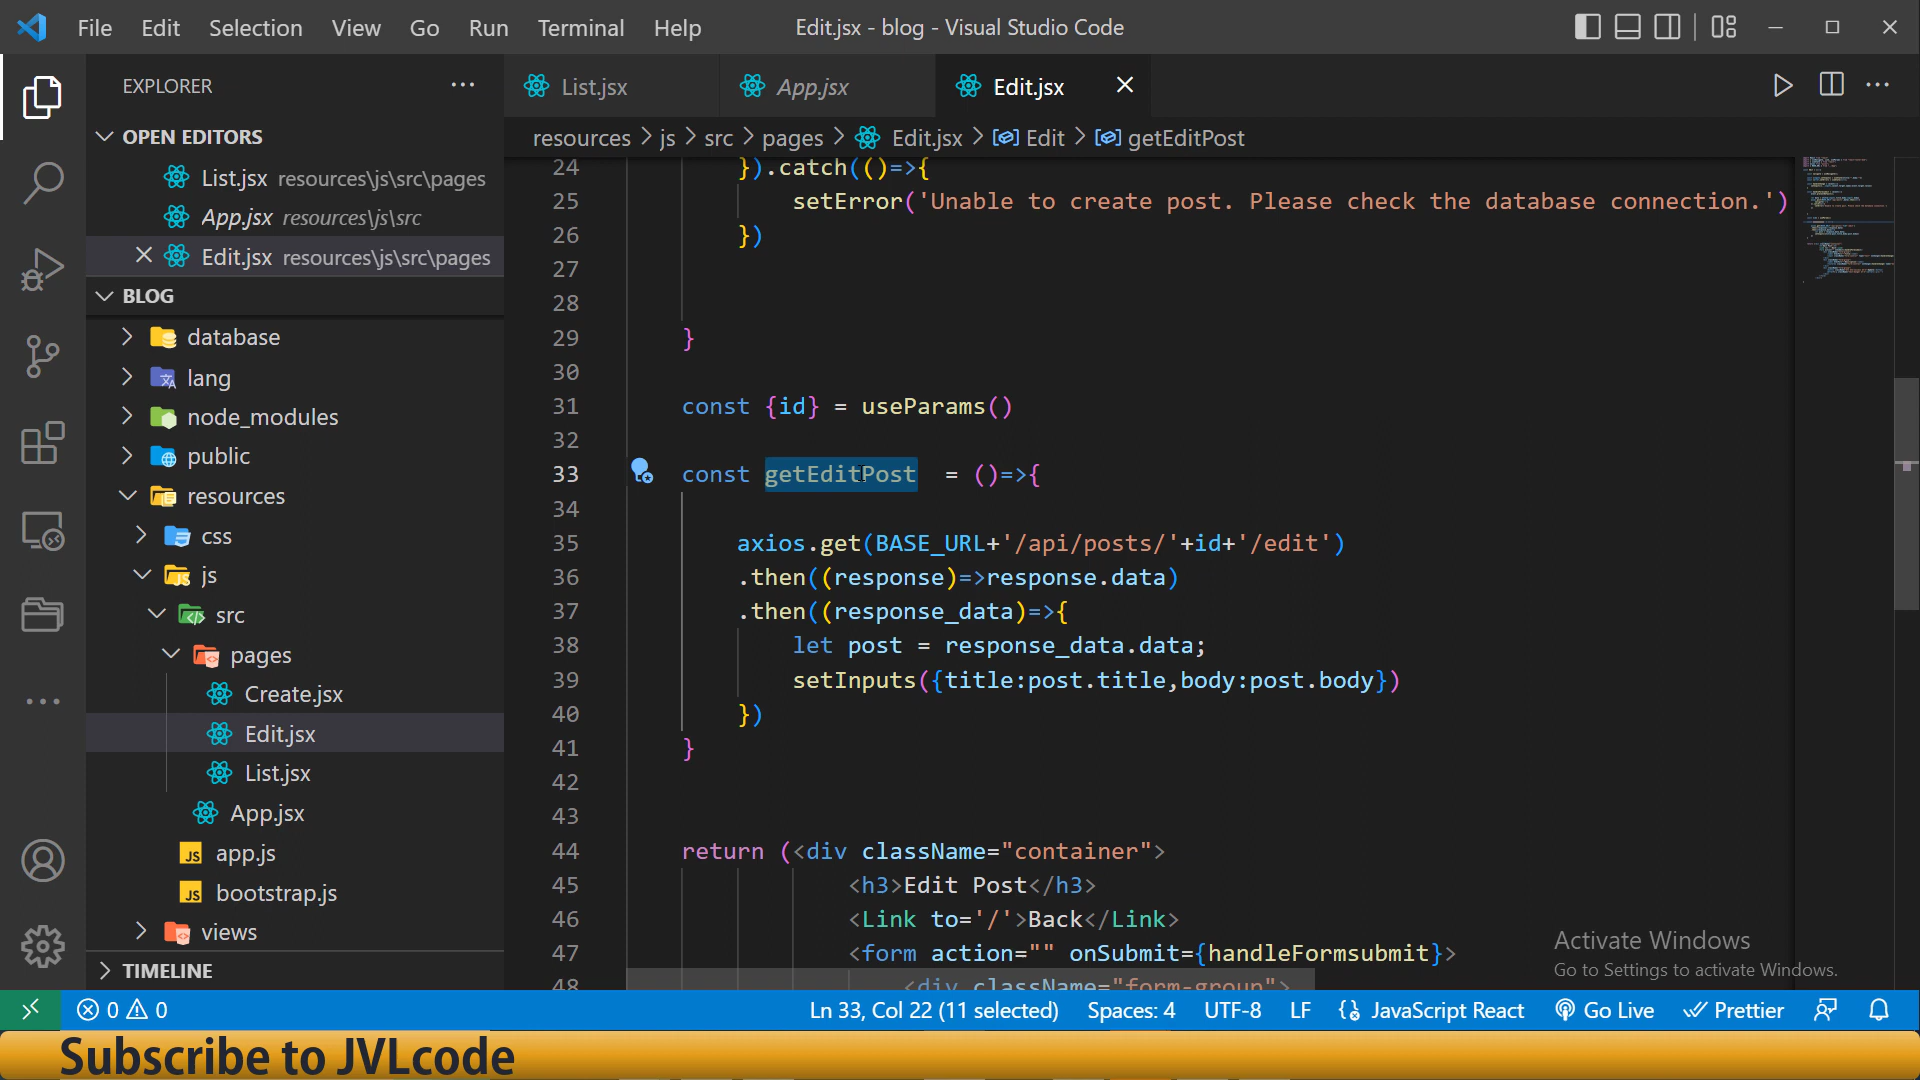 File Edit Selection View Go Run Terminal Help Edit.jsx - blog - Visual Studio Code
EXPLORER
OPEN EDITORS
List.jsx resources\js\src\pages
App.jsx resources\js\src
Edit.jsx resources\js\src\pages
BLOG
database
lang
node_modules
public
resources
css
js
src
pages
Create.jsx
Edit.jsx
List.jsx
App.jsx
app.js
bootstrap.js
views
TIMELINE
List.jsx App.jsx Edit.jsx
resources > js > src > pages > Edit.jsx > Edit > getEditPost
24 }).catch(()=>{
25 setError('Unable to create post. Please check the database connection.')
26 })
27
28
29 }
30
31 const {id} = useParams()
32
33 const getEditPost = ()=>{
34
35 axios.get(BASE_URL+'/api/posts/'+id+'/edit')
36 .then((response)=>response.data)
37 .then((response_data)=>{
38 let post = response_data.data;
39 setInputs({title:post.title,body:post.body})
40 })
41 }
42
43
44 return (<div className="container">
45 <h3>Edit Post</h3>
46 <Link to='/'>Back</Link>
47 <form action="" onSubmit={handleFormsubmit}>
48 <div className="form-group">
Activate Windows
Go to Settings to activate Windows.
0 0 Ln 33, Col 22 (11 selected) Spaces: 4 UTF-8 LF JavaScript React Go Live Prettier
Subscribe to JVLcode